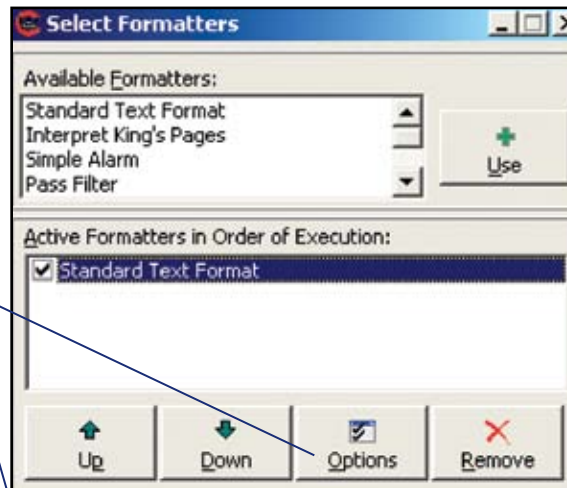 Select Formatters
Available Formatters:
Standard Text Format
Interpret King's Pages
Simple Alarm
Pass Filter
Use
Active Formatters in Order of Execution:
Standard Text Format
Up Down Options Remove